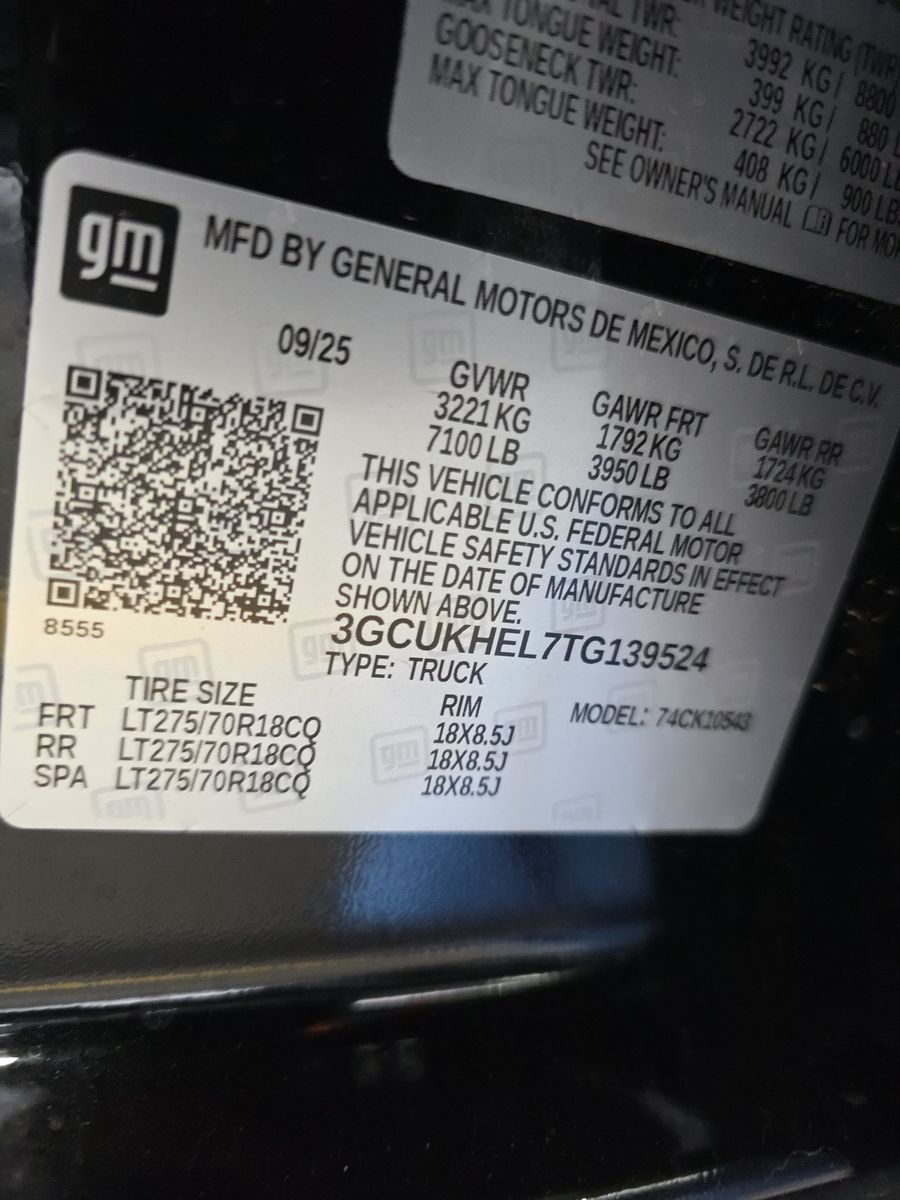 WEIGHT RATING (TWR)
TWR:
3992 KG / 8800
MAX TONGUE WEIGHT:
399 KG / 880
GOOSENECK TWR:
2722 KG / 6000 LB
MAX TONGUE WEIGHT:
408 KG / 900 LB
SEE OWNER'S MANUAL FOR
gm
MFD BY GENERAL MOTORS DE MEXICO, S. DE R.L. DE C.V.
09/25
GVWR GAWR FRT GAWR RR
3221 KG 1792 KG 1724 KG
7100 LB 3950 LB 3800 LB
THIS VEHICLE CONFORMS TO ALL
APPLICABLE U.S. FEDERAL MOTOR
VEHICLE SAFETY STANDARDS IN EFFECT
ON THE DATE OF MANUFACTURE
SHOWN ABOVE.
8555
3GCUKHEL7TG139524
TYPE: TRUCK
TIRE SIZE RIM MODEL: 74CK10543
FRT LT275/70R18CQ 18X8.5J
RR LT275/70R18CQ 18X8.5J
SPA LT275/70R18CQ 18X8.5J